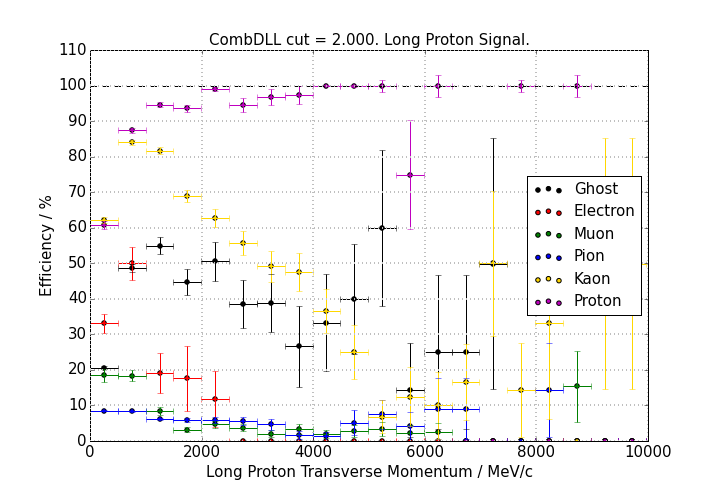 CombDLL cut = 2.000. Long Proton Signal.
110
100
90
80
70
60
50
40
30
20
10
0
Efficiency / %
Ghost
Electron
Muon
Pion
Kaon
Proton
0 2000 4000 6000 8000 10000
Long Proton Transverse Momentum / MeV/c